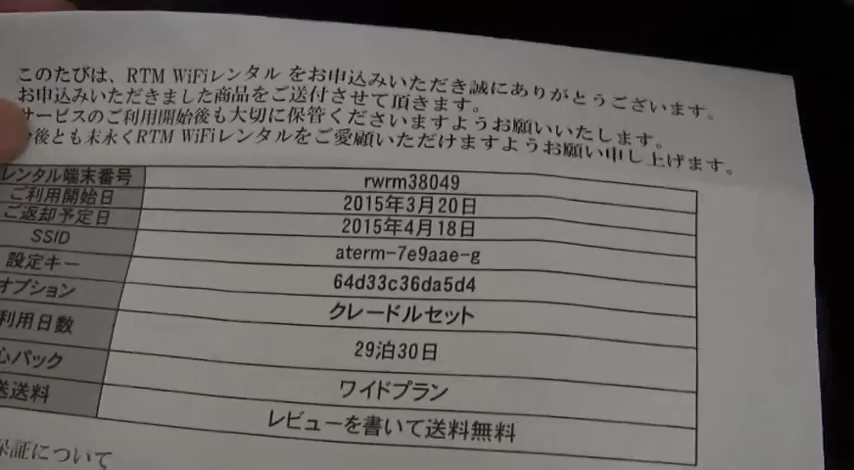 このたびは、RTM WiFiレンタル をお申込みいただき誠にありがとうございます。
お申込みいただきました商品をご送付させて頂きます。
サービスのご利用開始後も大切に保管くださいますようお願いいたします。
後とも末永くRTM WiFiレンタルをご愛顧いただけますようお願い申し上げます。
レンタル端末番号 rwrm38049
ご利用開始日 2015年3月20日
ご返却予定日 2015年4月18日
SSID aterm-7e9aae-g
設定キー 64d33c36da5d4
オプション クレードルセット
利用日数 29泊30日
心パック ワイドプラン
送送料 レビューを書いて送料無料
保証について